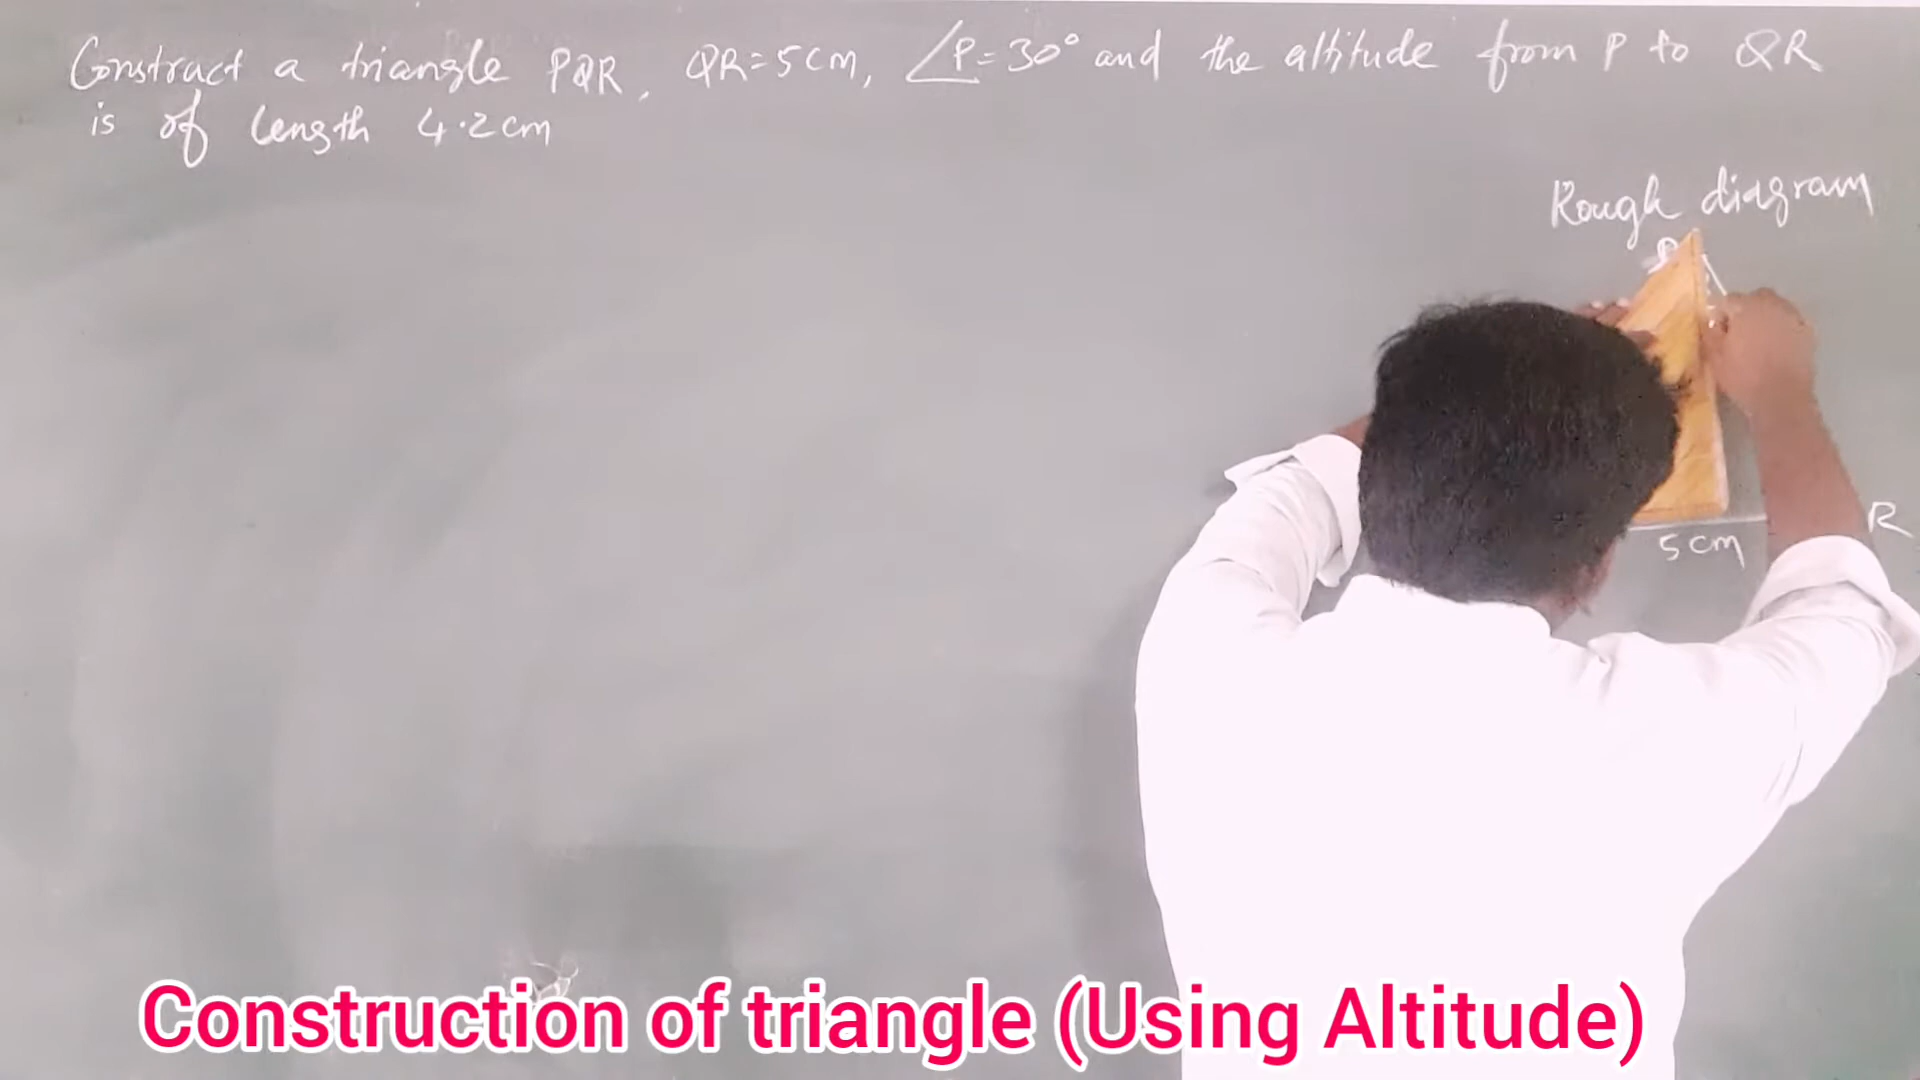 Construct a triangle PQR, QR=5cm, ∠P=30° and the altitude from P to QR
is of length 4.2cm
Rough diagram
P
R
5cm
Construction of triangle (Using Altitude)